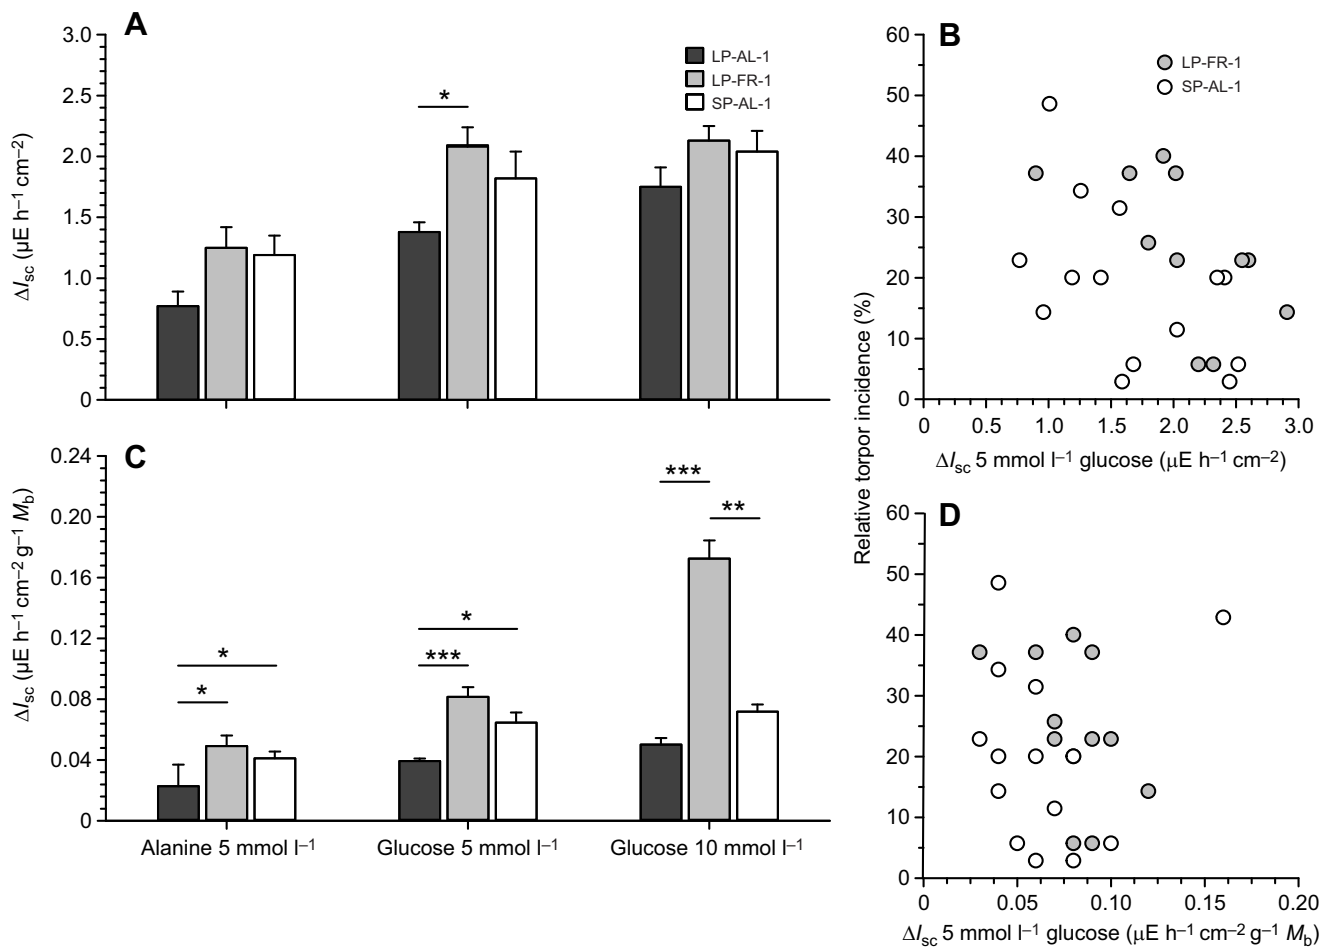 A
3.0
2.5
2.0
1.5
1.0
0.5
0
ΔIsc (μE h–1 cm–2)
LP-AL-1
LP-FR-1
SP-AL-1
*
B
60
50
40
30
20
10
0
LP-FR-1
SP-AL-1
0 0.5 1.0 1.5 2.0 2.5 3.0
ΔIsc 5 mmol l–1 glucose (μE h–1 cm–2)
Relative torpor incidence (%)
C
0.24
0.20
0.16
0.12
0.08
0.04
0
ΔIsc (μE h–1 cm–2 g–1 Mb)
*
*
*
***
***
**
Alanine 5 mmol l–1 Glucose 5 mmol l–1 Glucose 10 mmol l–1
D
60
50
40
30
20
10
0
0 0.05 0.10 0.15 0.20
ΔIsc 5 mmol l–1 glucose (μE h–1 cm–2 g–1 Mb)